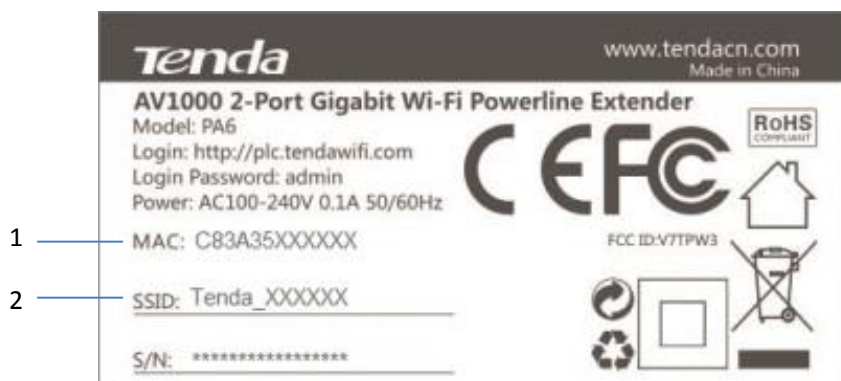 Tenda
www.tendacn.com
Made in China
AV1000 2-Port Gigabit Wi-Fi Powerline Extender
Model: PA6
Login: http://plc.tendawifi.com
Login Password: admin
Power: AC100-240V 0.1A 50/60Hz
RoHS
COMPLIANT
CE FC
1
MAC: C83A35XXXXXX
FCC ID:V7TPW3
2
SSID: Tenda_XXXXXX
S/N: *****************